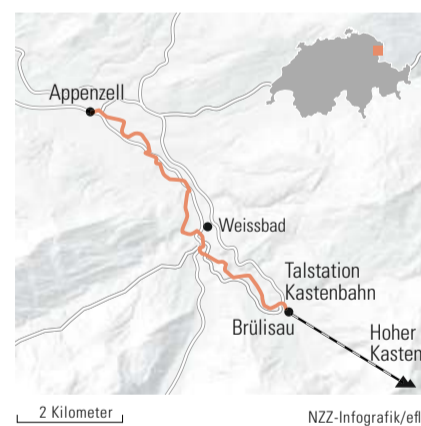 Appenzell
Weissbad
Talstation
Kastenbahn
Brülisau
Hoher
Kasten
2 Kilometer
NZZ-Infografik/efl